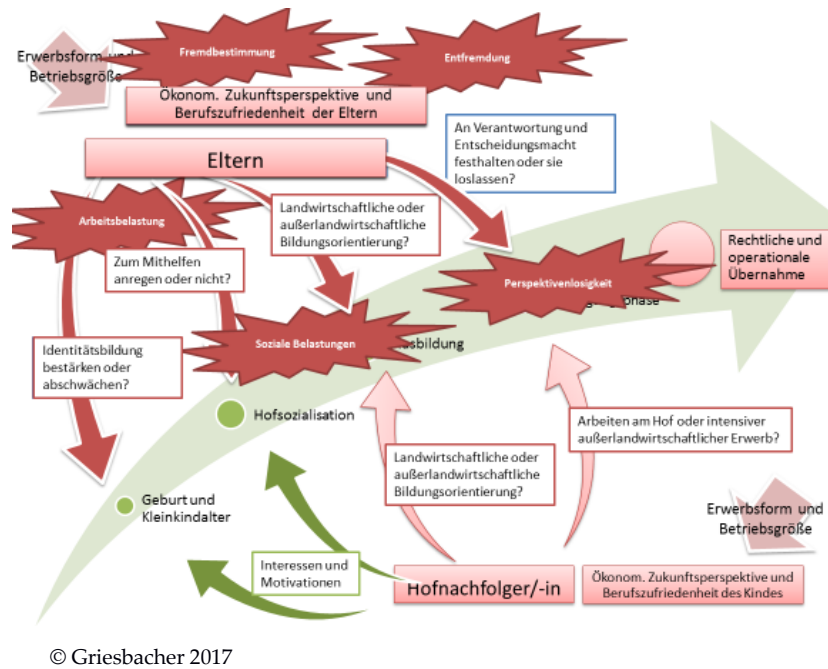 Fremdbestimmung
Entfremdung
Erwerbsform und
Betriebsgröße
Ökonom. Zukunftsperspektive und
Berufszufriedenheit der Eltern
An Verantwortung und
Entscheidungsmacht
festhalten oder sie
loslassen?
Eltern
Arbeitsbelastung
Landwirtschaftliche oder
außerlandwirtschaftliche
Bildungsorientierung?
Zum Mithelfen
anregen oder nicht?
Rechtliche und
operationale
Übernahme
Perspektivenlosigkeit
Soziale Belastungen
Identitätsbildung
bestärken oder
abschwächen?
Hofsozialisation
Arbeiten am Hof oder intensiver
außerlandwirtschaftlicher Erwerb?
Landwirtschaftliche oder
außerlandwirtschaftliche
Bildungsorientierung?
Geburt und
Kleinkindalter
Erwerbsform und
Betriebsgröße
Interessen und
Motivationen
Hofnachfolger/-in
Ökonom. Zukunftsperspektive und
Berufszufriedenheit des Kindes
© Griesbacher 2017